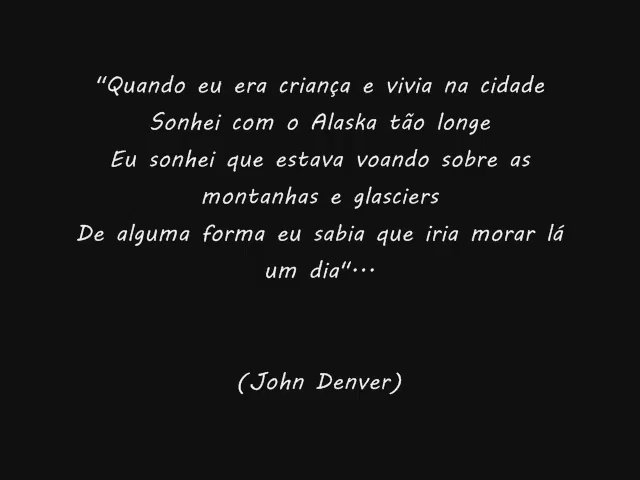 "Quando eu era criança e vivia na cidade
Sonhei com o Alaska tão longe
Eu sonhei que estava voando sobre as
montanhas e glasciers
De alguma forma eu sabia que iria morar lá
um dia"...
(John Denver)